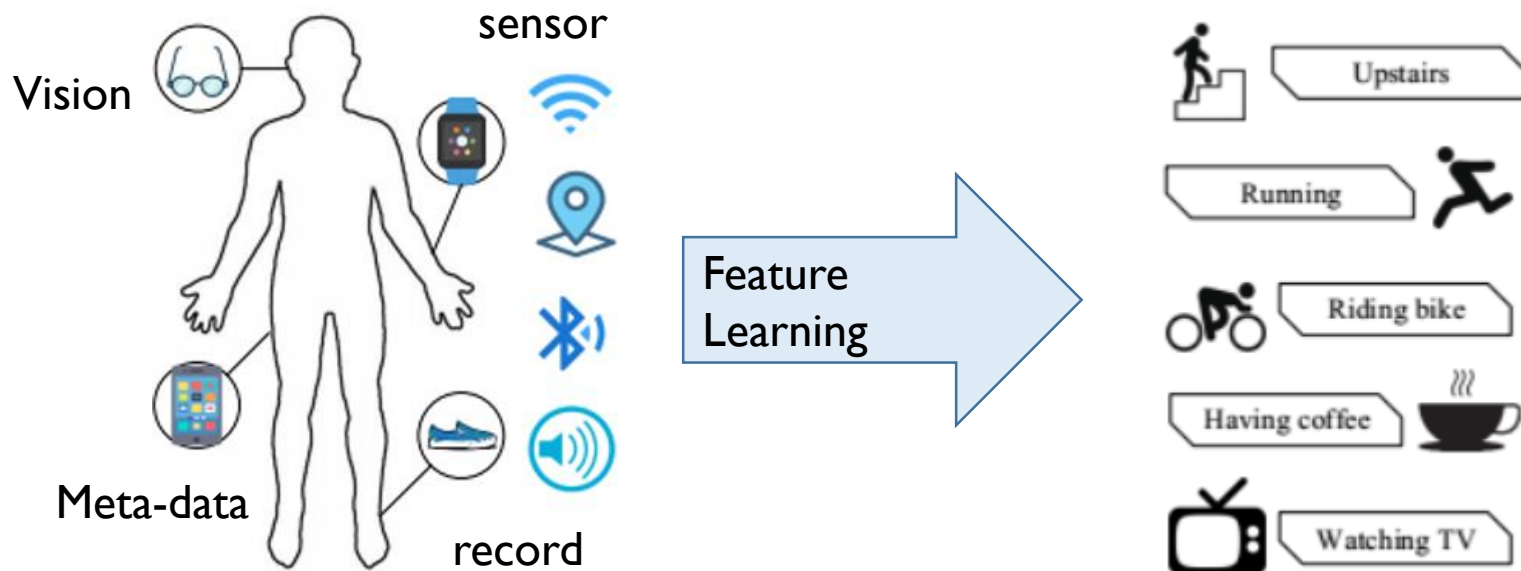 sensor
Vision
Meta-data
record
Feature
Learning
Upstairs
Running
Riding bike
Having coffee
Watching TV